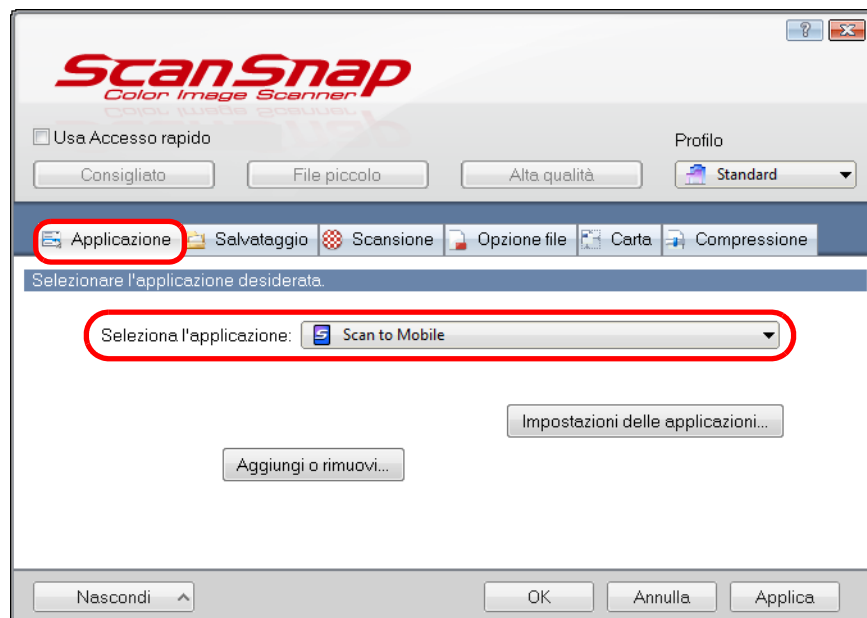 ScanSnap
Color Image Scanner
Usa Accesso rapido
Profilo
Consigliato
File piccolo
Alta qualità
Standard
Applicazione
Salvataggio
Scansione
Opzione file
Carta
Compressione
Selezionare l'applicazione desiderata.
Seleziona l'applicazione:
Scan to Mobile
Impostazioni delle applicazioni...
Aggiungi o rimuovi...
Nascondi
OK
Annulla
Applica